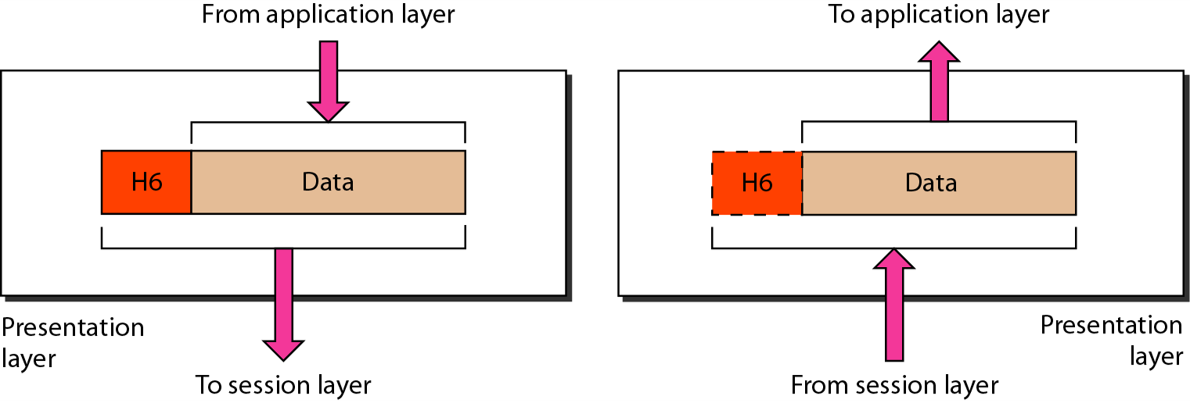 From application layer
To application layer
H6
Data
H6
Data
Presentation
layer
Presentation
layer
To session layer
From session layer